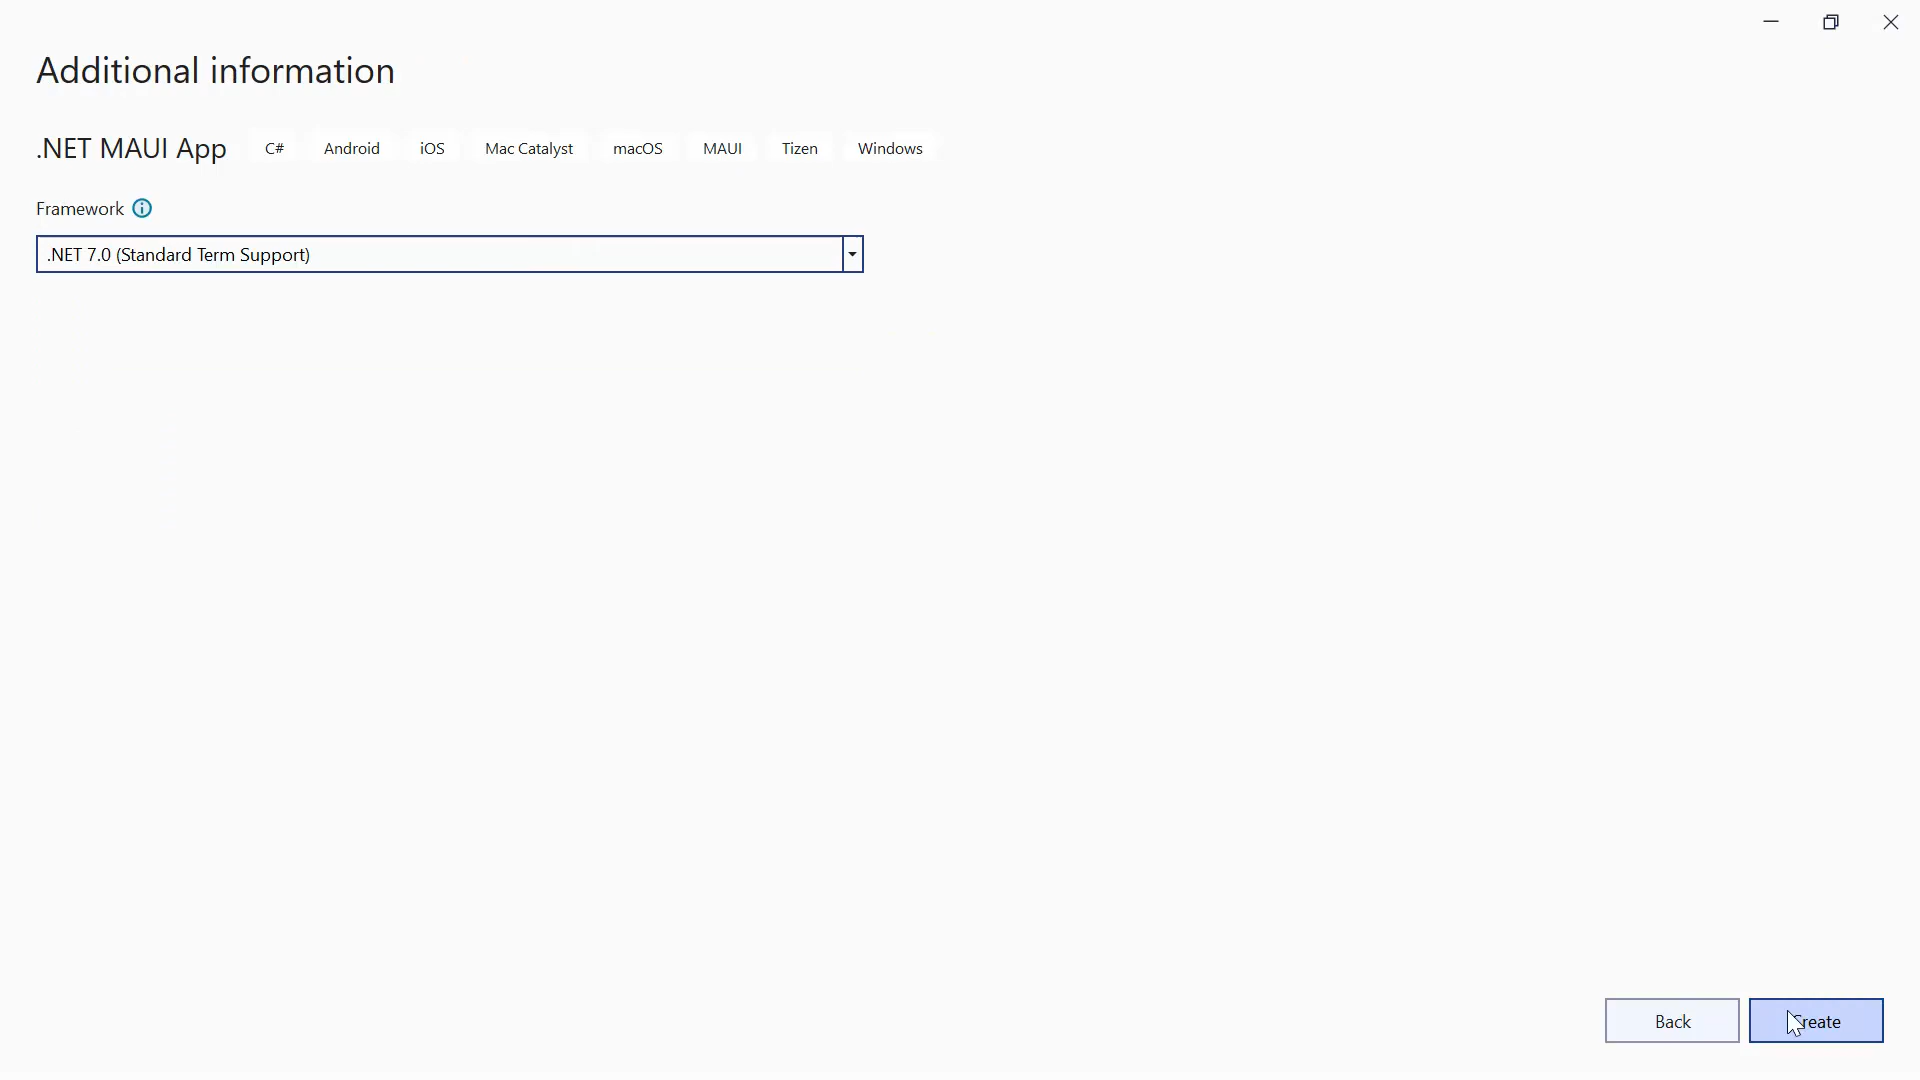 Additional information
.NET MAUI App C# Android iOS Mac Catalyst macOS MAUI Tizen Windows
Framework
.NET 7.0 (Standard Term Support)
Back Create